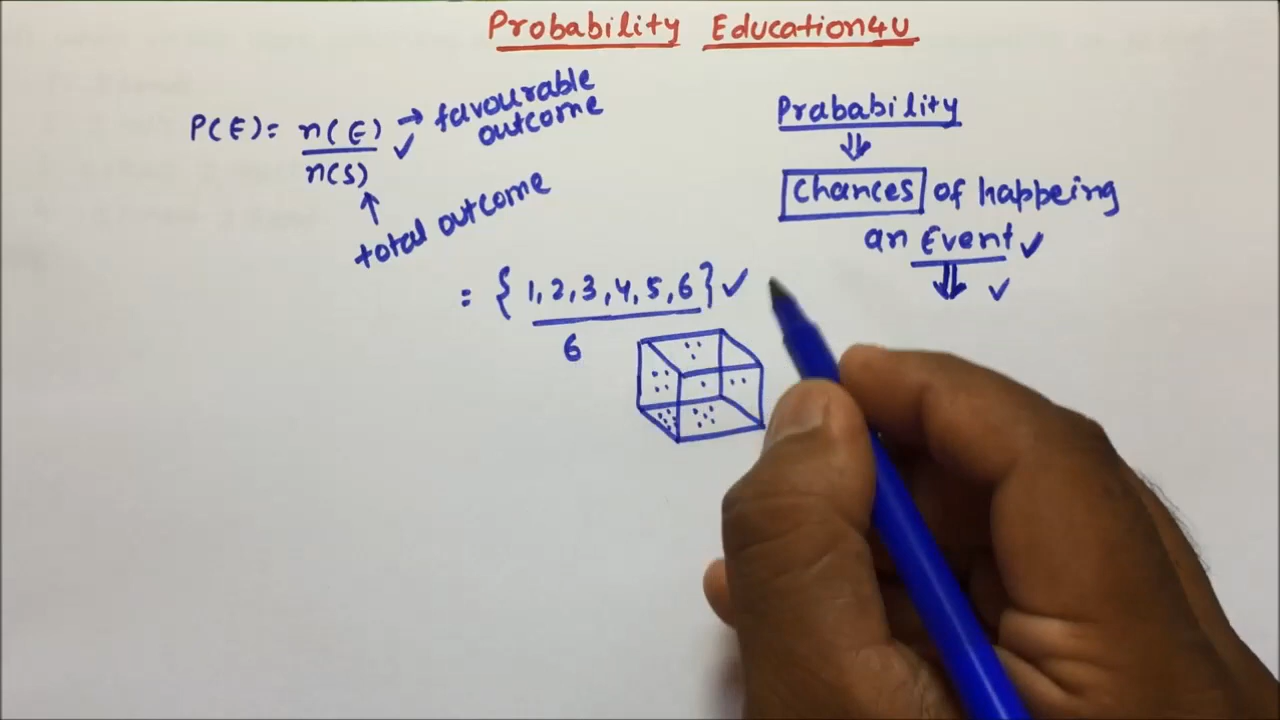 Probability Education4U
P(E) = n(E) → favourable
outcome ✓
n(S)
↑
total outcome
= { 1,2,3,4,5,6 } ✓
6
Prabability
⇓
Chances of happeing
an Event ✓
⇓ ✓